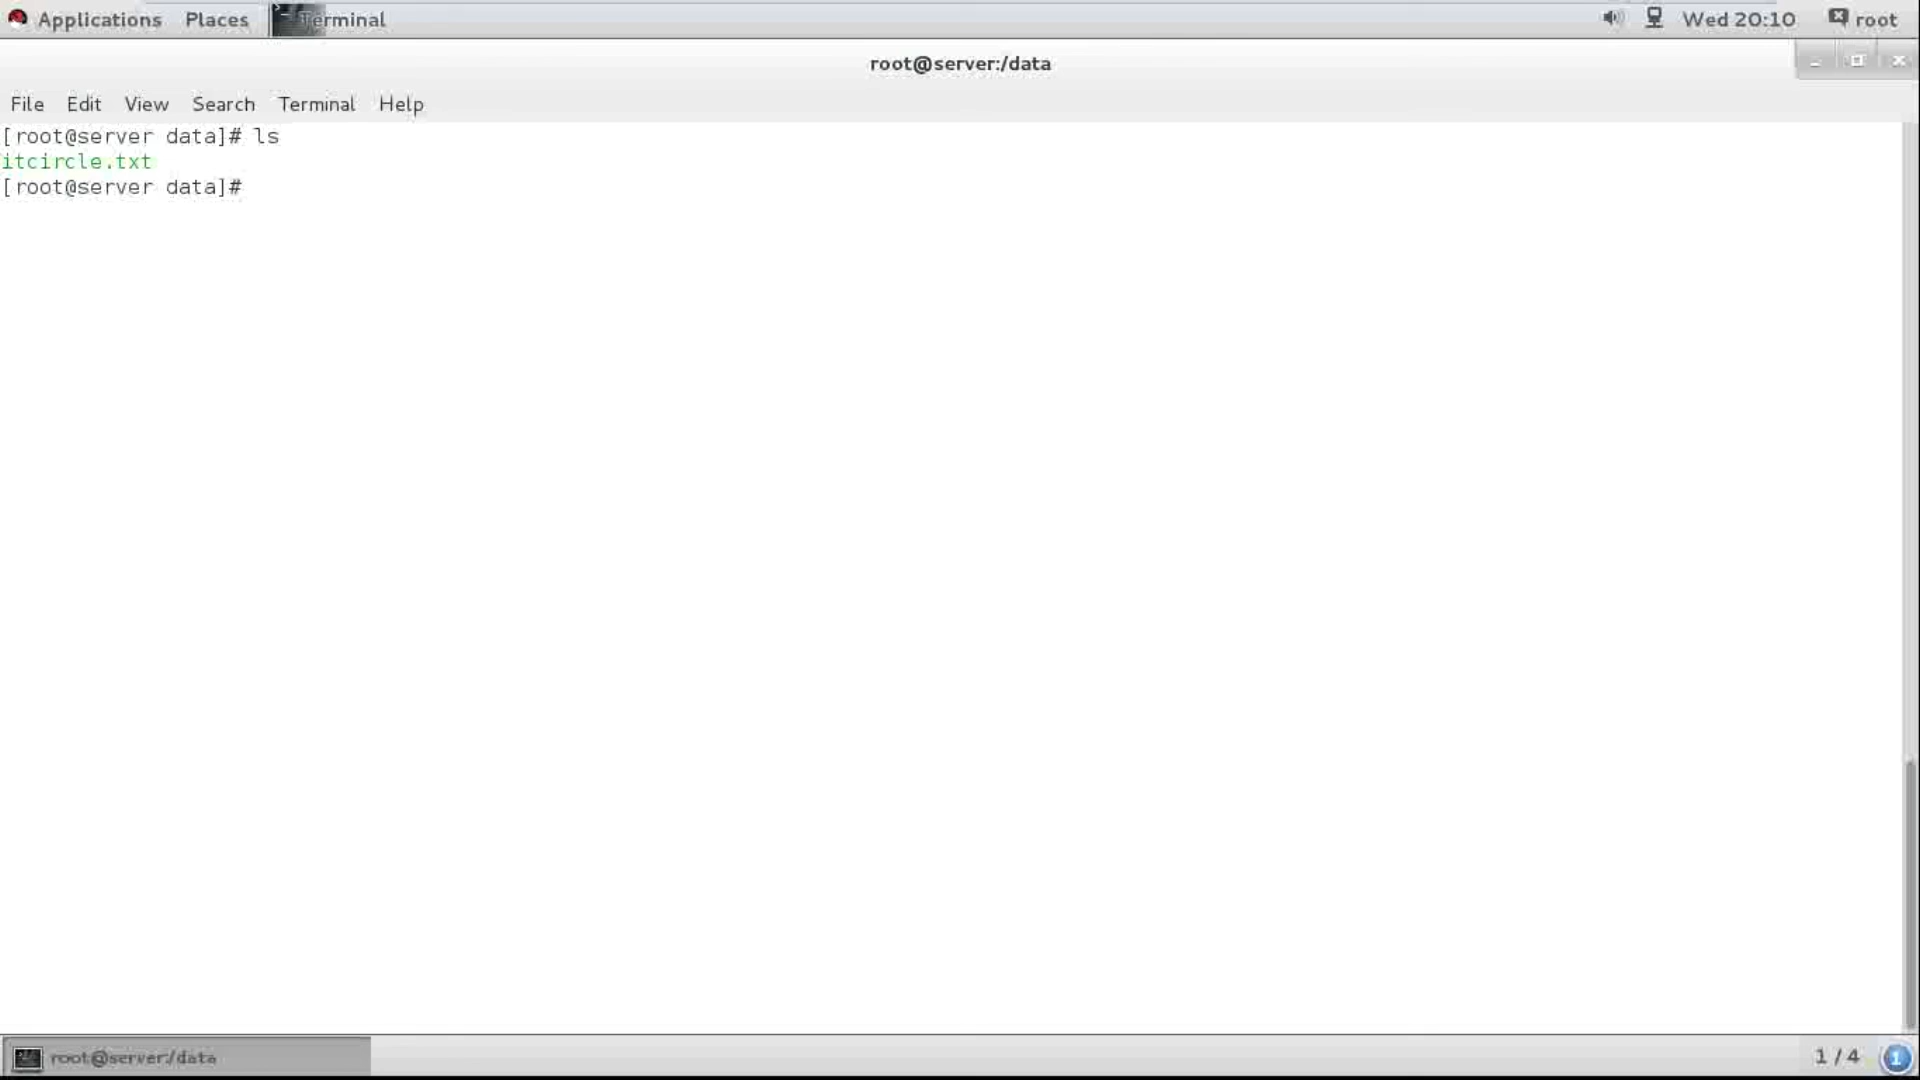 Applications Places Terminal Wed 20:10 root
root@server:/data
File Edit View Search Terminal Help
[root@server data]# ls
itcircle.txt
[root@server data]#
root@server:/data 1 / 4 1